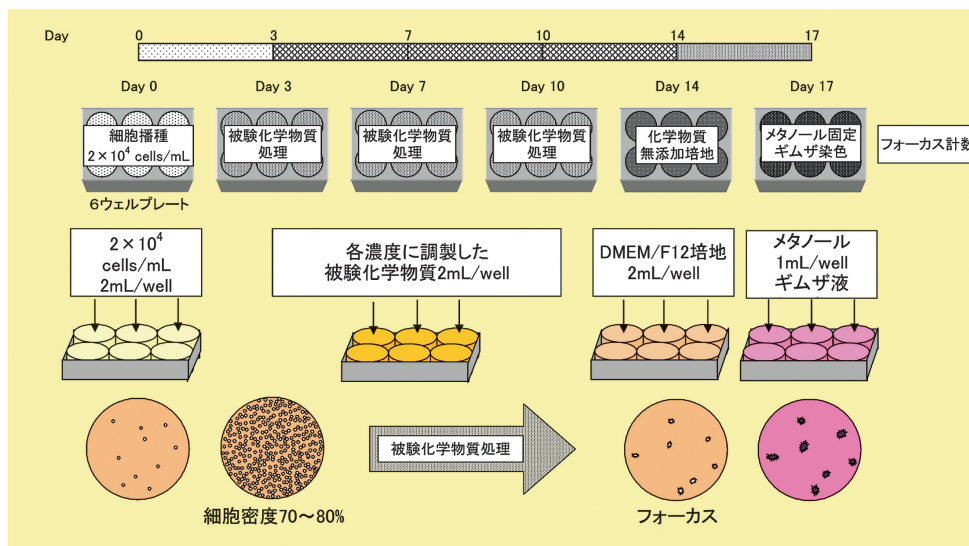 Day
0 3 7 10 14 17
Day 0 Day 3 Day 7 Day 10 Day 14 Day 17
細胞播種
2×10⁴ cells/mL
被験化学物質
処理
被験化学物質
処理
被験化学物質
処理
化学物質
無添加培地
メタノール固定
ギムザ染色
フォーカス計数
6ウェルプレート
2×10⁴
cells/mL
2mL/well
各濃度に調製した
被験化学物質2mL/well
DMEM/F12培地
2mL/well
メタノール
1mL/well
ギムザ液
被験化学物質処理
細胞密度70～80%
フォーカス